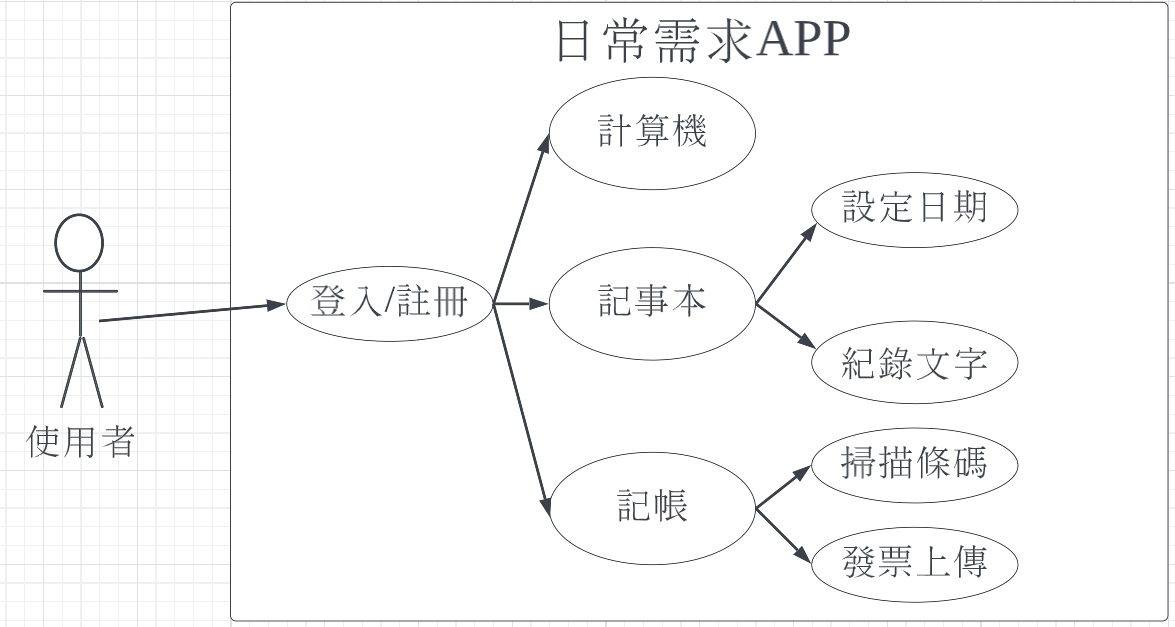 日常需求APP
計算機
設定日期
登入/註冊
記事本
紀錄文字
使用者
掃描條碼
記帳
發票上傳